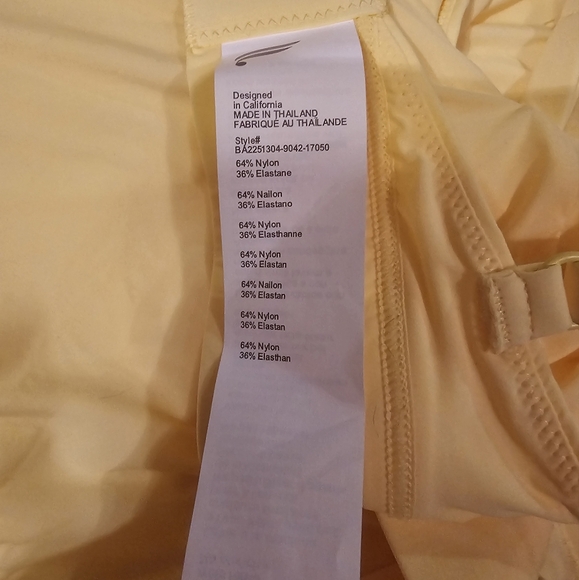 Designed
in California
MADE IN THAILAND
FABRIQUÉ AU THAÏLANDE
Style#
BA2251304-9042-17050
64% Nylon
36% Elastane
64% Nailon
36% Elastano
64% Nylon
36% Elasthanne
64% Nylon
36% Elastan
64% Nailon
36% Elastan
64% Nylon
36% Elastan
64% Nylon
36% Elasthan